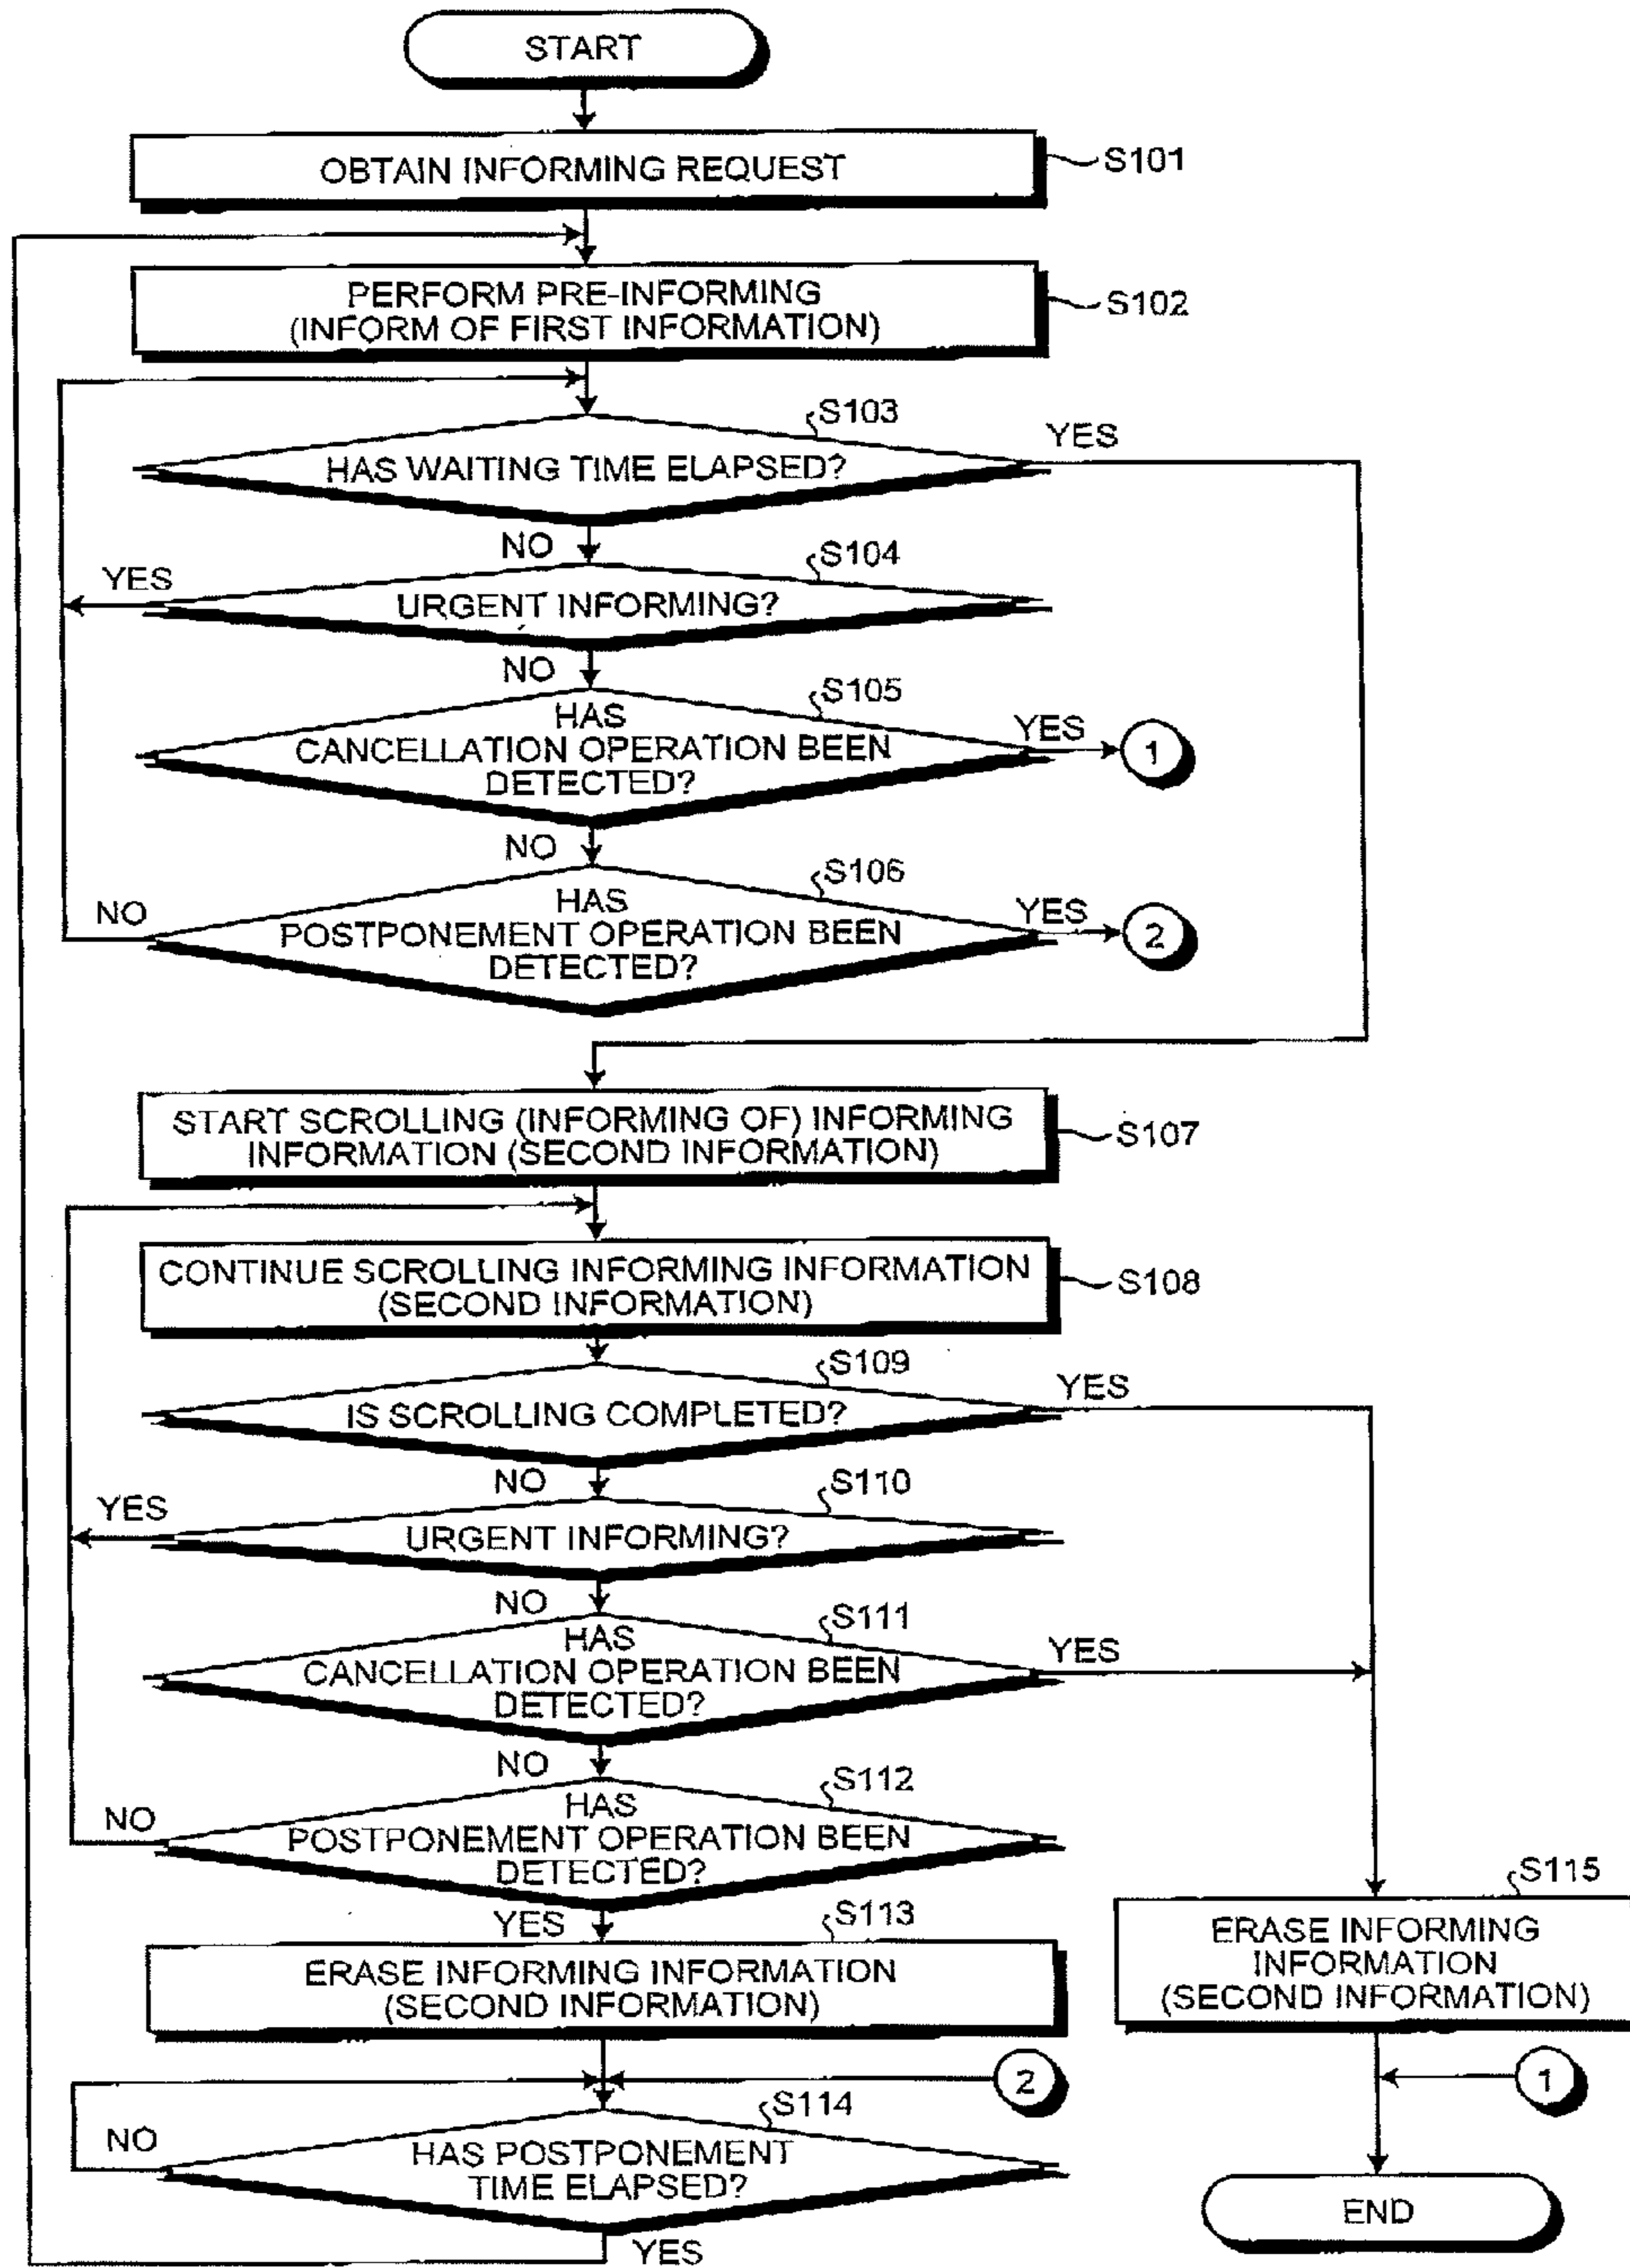 START
OBTAIN INFORMING REQUEST
S101
PERFORM PRE-INFORMING
(INFORM OF FIRST INFORMATION)
S102
S103
HAS WAITING TIME ELAPSED?
YES
NO
S104
URGENT INFORMING?
YES
NO
S105
HAS
CANCELLATION OPERATION BEEN
DETECTED?
YES
1
NO
S106
HAS
POSTPONEMENT OPERATION BEEN
DETECTED?
NO
YES
2
START SCROLLING (INFORMING OF) INFORMING
INFORMATION (SECOND INFORMATION)
S107
CONTINUE SCROLLING INFORMING INFORMATION
(SECOND INFORMATION)
S108
S109
IS SCROLLING COMPLETED?
YES
NO
S110
URGENT INFORMING?
YES
NO
S111
HAS
CANCELLATION OPERATION BEEN
DETECTED?
YES
NO
S112
HAS
POSTPONEMENT OPERATION BEEN
DETECTED?
NO
YES
S113
ERASE INFORMING INFORMATION
(SECOND INFORMATION)
S115
ERASE INFORMING
INFORMATION
(SECOND INFORMATION)
2
1
S114
HAS POSTPONEMENT
TIME ELAPSED?
NO
YES
END